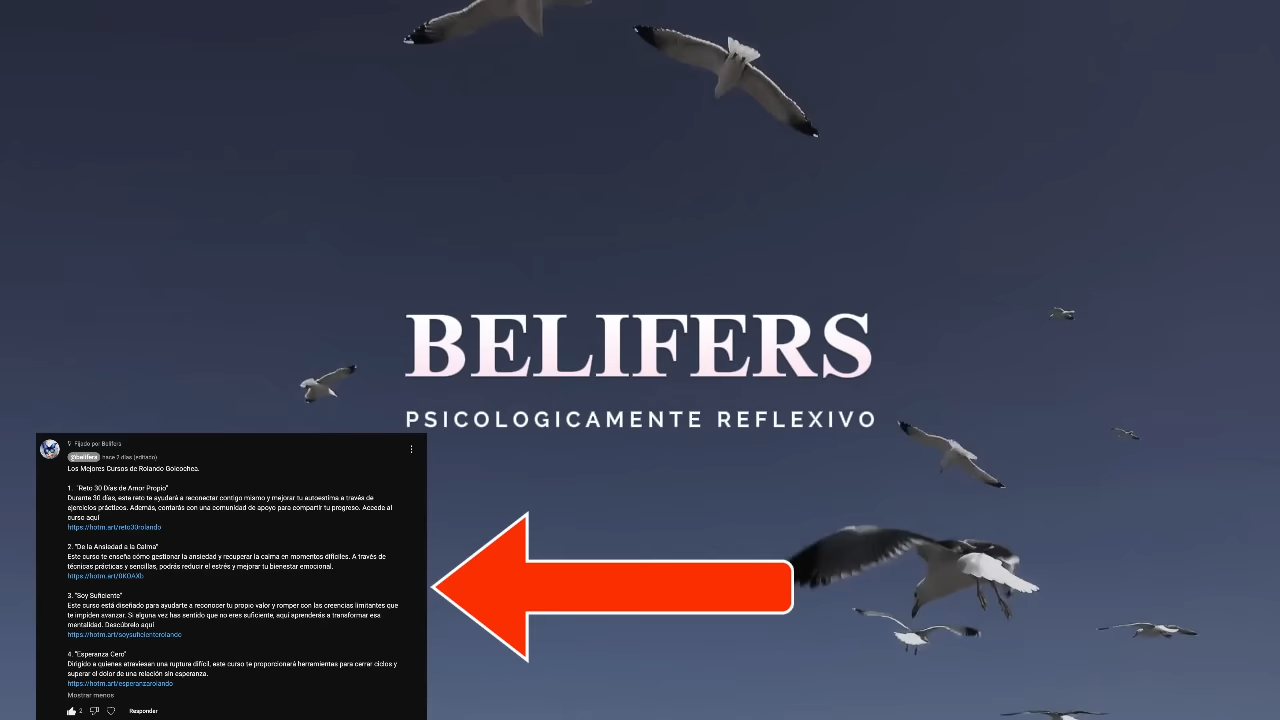 BELIFERS
PSICOLOGICAMENTE REFLEXIVO
Fijado por Belifers
@belifers hace 2 días (editado)
Los Mejores Cursos de Rolando Goicochea.
1. "Reto 30 Días de Amor Propio"
Durante 30 días, este reto te ayudará a reconectar contigo mismo y mejorar tu autoestima a través de
ejercicios prácticos. Además, contarás con una comunidad de apoyo para compartir tu progreso. Accede al
curso aquí
https://hotm.art/reto30rolando
2. "De la Ansiedad a la Calma"
Este curso te enseña cómo gestionar la ansiedad y recuperar la calma en momentos difíciles. A través de
técnicas prácticas y sencillas, podrás reducir el estrés y mejorar tu bienestar emocional.
https://hotm.art/0KOAXb
3. "Soy Suficiente"
Este curso está diseñado para ayudarte a reconocer tu propio valor y romper con las creencias limitantes que
te impiden avanzar. Si alguna vez has sentido que no eres suficiente, aquí aprenderás a transformar esa
mentalidad. Descúbrelo aquí
https://hotm.art/soysuficienterolando
4. "Esperanza Cero"
Dirigido a quienes atraviesan una ruptura difícil, este curso te proporcionará herramientas para cerrar ciclos y
superar el dolor de una relación sin esperanza.
https://hotm.art/esperanzarolando
Mostrar menos
2 Responder